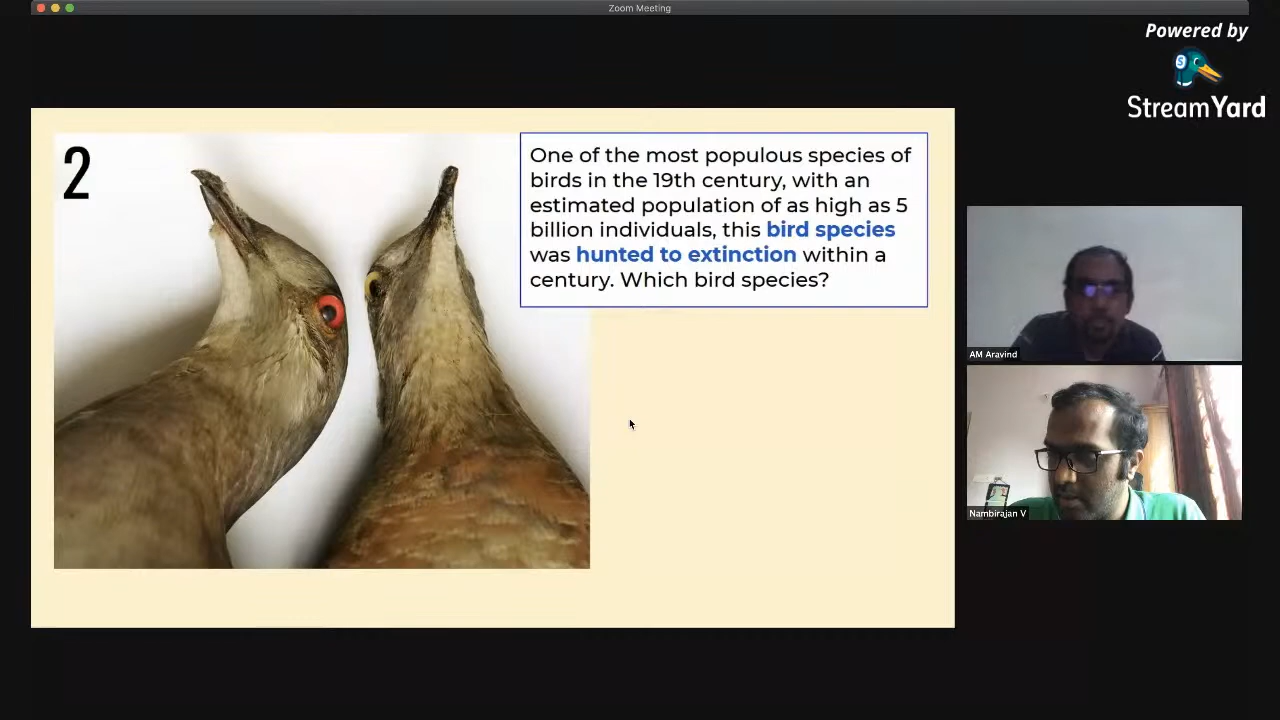 Zoom Meeting
Powered by
S
StreamYard
2
One of the most populous species of
birds in the 19th century, with an
estimated population of as high as 5
billion individuals, this bird species
was hunted to extinction within a
century. Which bird species?
AM Aravind
Nambirajan V